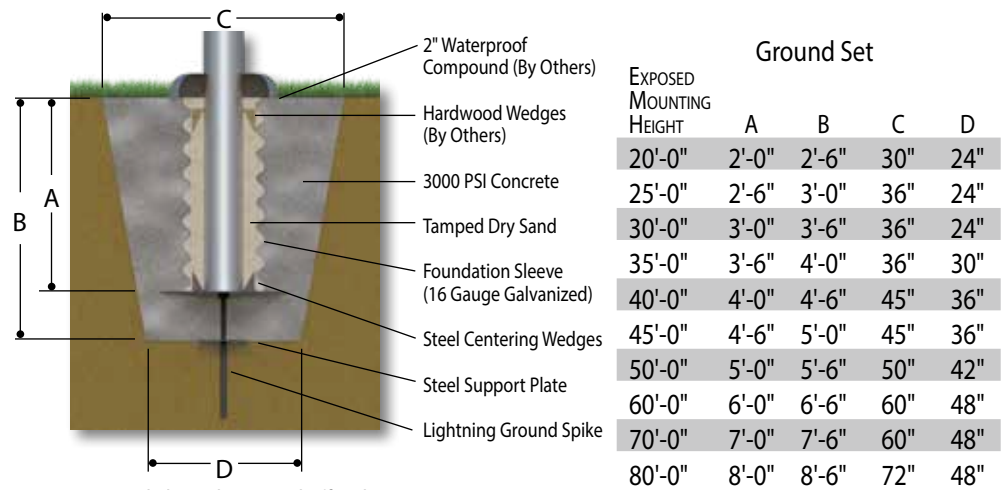 C
A
B
D
2" Waterproof
Compound (By Others)
Hardwood Wedges
(By Others)
3000 PSI Concrete
Tamped Dry Sand
Foundation Sleeve
(16 Gauge Galvanized)
Steel Centering Wedges
Steel Support Plate
Lightning Ground Spike
Ground Set
EXPOSED
MOUNTING
HEIGHT A B C D
20'-0" 2'-0" 2'-6" 30" 24"
25'-0" 2'-6 3'-0" 36" 24"
30'-0" 3'-0" 3'-6" 36" 24"
35'-0" 3'-6" 4'-0" 36" 30"
40'-0" 4'-0" 4'-6" 45" 36"
45'-0" 4'-6" 5'-0" 45" 36"
50'-0" 5'-0" 5'-6" 50" 42"
60'-0" 6'-0" 6'-6" 60" 48"
70'-0" 7'-0" 7'-6" 60" 48"
80'-0" 8'-0" 8'-6" 72" 48"